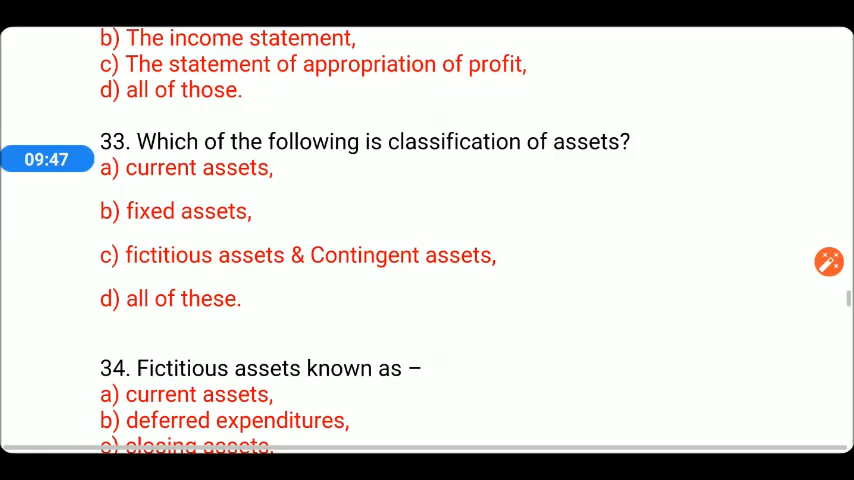 b) The income statement,
c) The statement of appropriation of profit,
d) all of those.
33. Which of the following is classification of assets?
09:47
a) current assets,
b) fixed assets,
c) fictitious assets & Contingent assets,
d) all of these.
34. Fictitious assets known as –
a) current assets,
b) deferred expenditures,
c) closing assets,